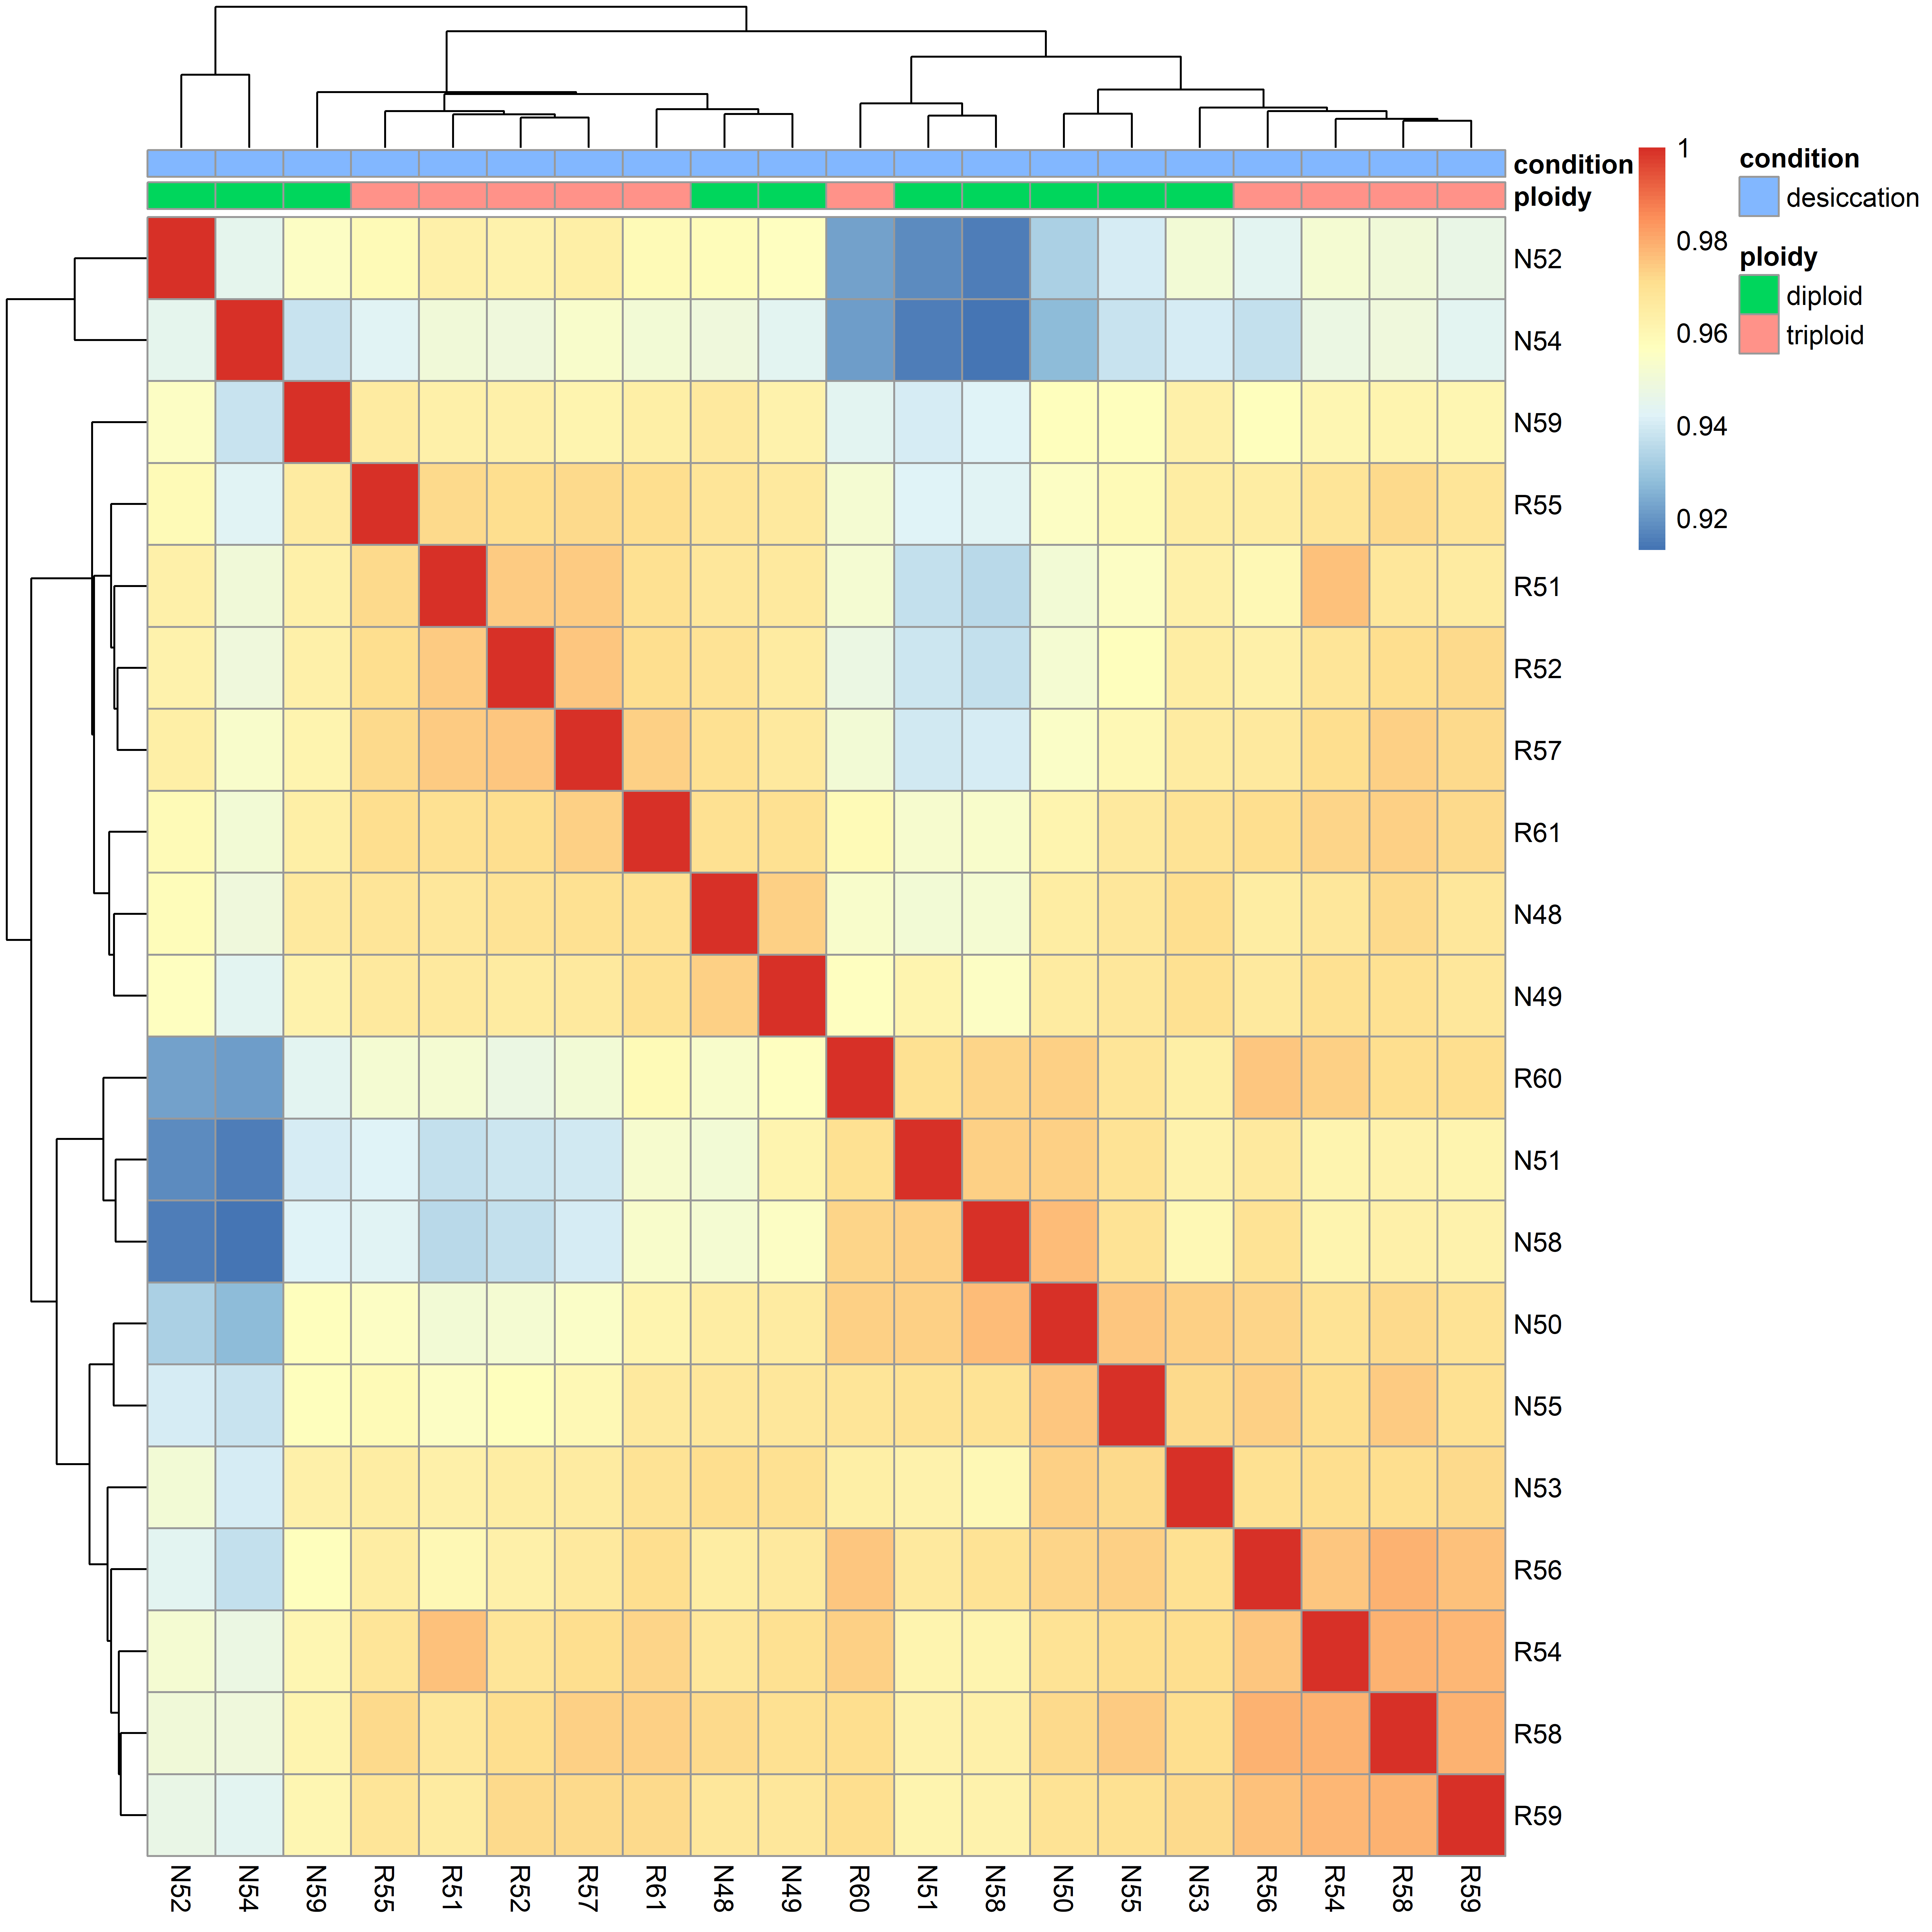 condition
ploidy
N52
N54
N59
R55
R51
R52
R57
R61
N48
N49
R60
N51
N58
N50
N55
N53
R56
R54
R58
R59
N52 N54 N59 R55 R51 R52 R57 R61 N48 N49 R60 N51 N58 N50 N55 N53 R56 R54 R58 R59
1
0.98
0.96
0.94
0.92
condition
desiccation
ploidy
diploid
triploid